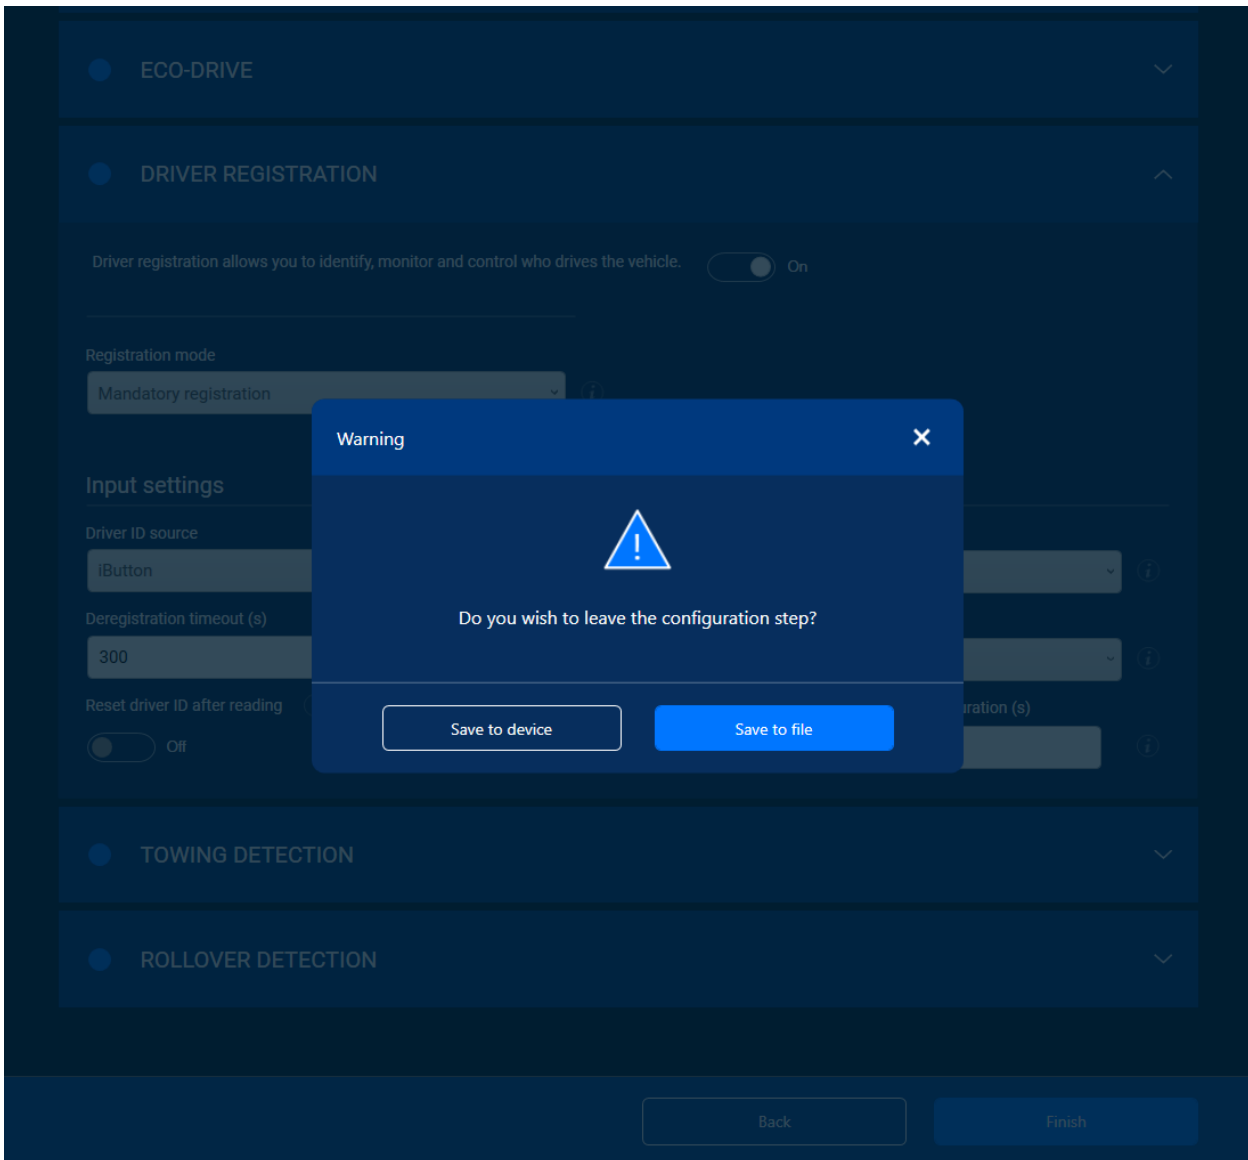 ECO-DRIVE
DRIVER REGISTRATION
Driver registration allows you to identify, monitor and control who drives the vehicle.
On
Registration mode
Mandatory registration
Warning
Input settings
Driver ID source
iButton
Do you wish to leave the configuration step?
Deregistration timeout (s)
300
Reset driver ID after reading
(s)
Off
Save to device
Save to file
TOWING DETECTION
ROLLOVER DETECTION
Back
Finish